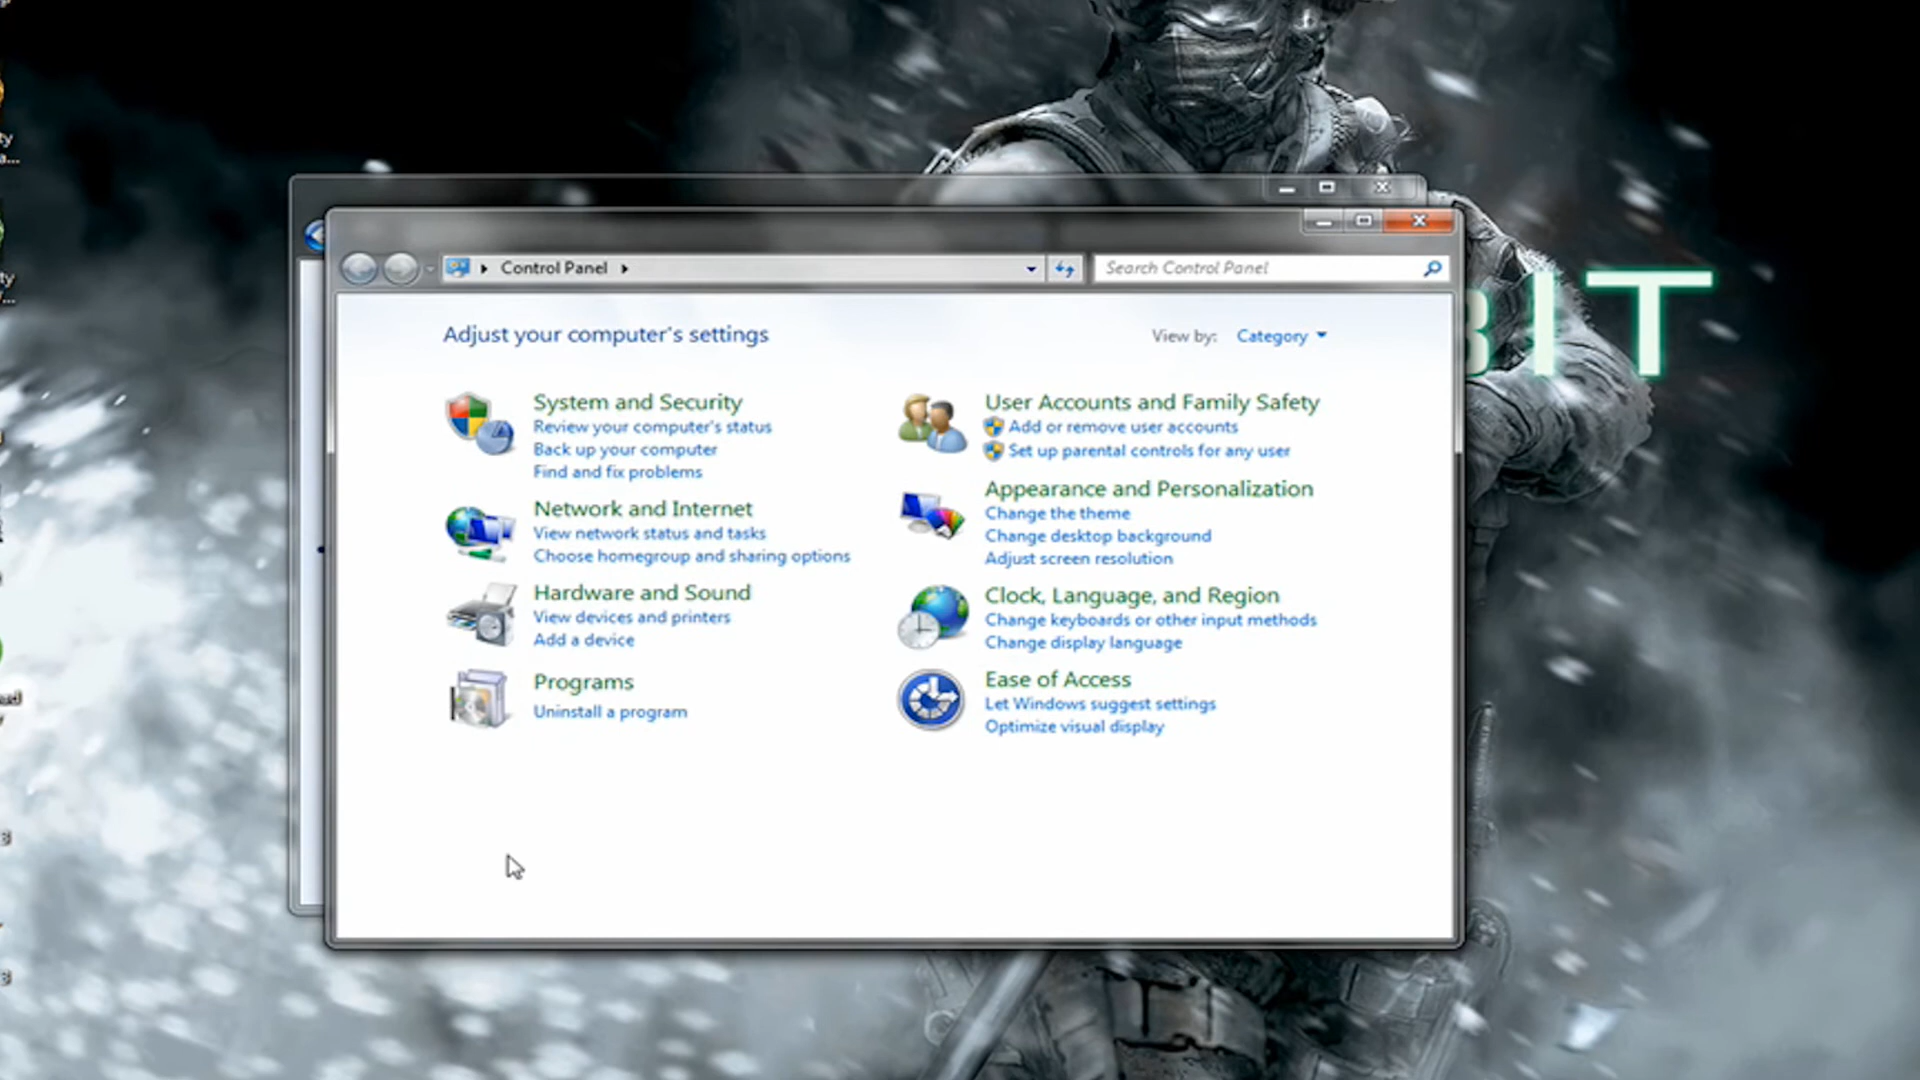 Control Panel
Search Control Panel
Adjust your computer's settings
View by: Category
System and Security
Review your computer's status
Back up your computer
Find and fix problems
Network and Internet
View network status and tasks
Choose homegroup and sharing options
Hardware and Sound
View devices and printers
Add a device
Programs
Uninstall a program
User Accounts and Family Safety
Add or remove user accounts
Set up parental controls for any user
Appearance and Personalization
Change the theme
Change desktop background
Adjust screen resolution
Clock, Language, and Region
Change keyboards or other input methods
Change display language
Ease of Access
Let Windows suggest settings
Optimize visual display
BIT
ty
a...
ty
...
3
3